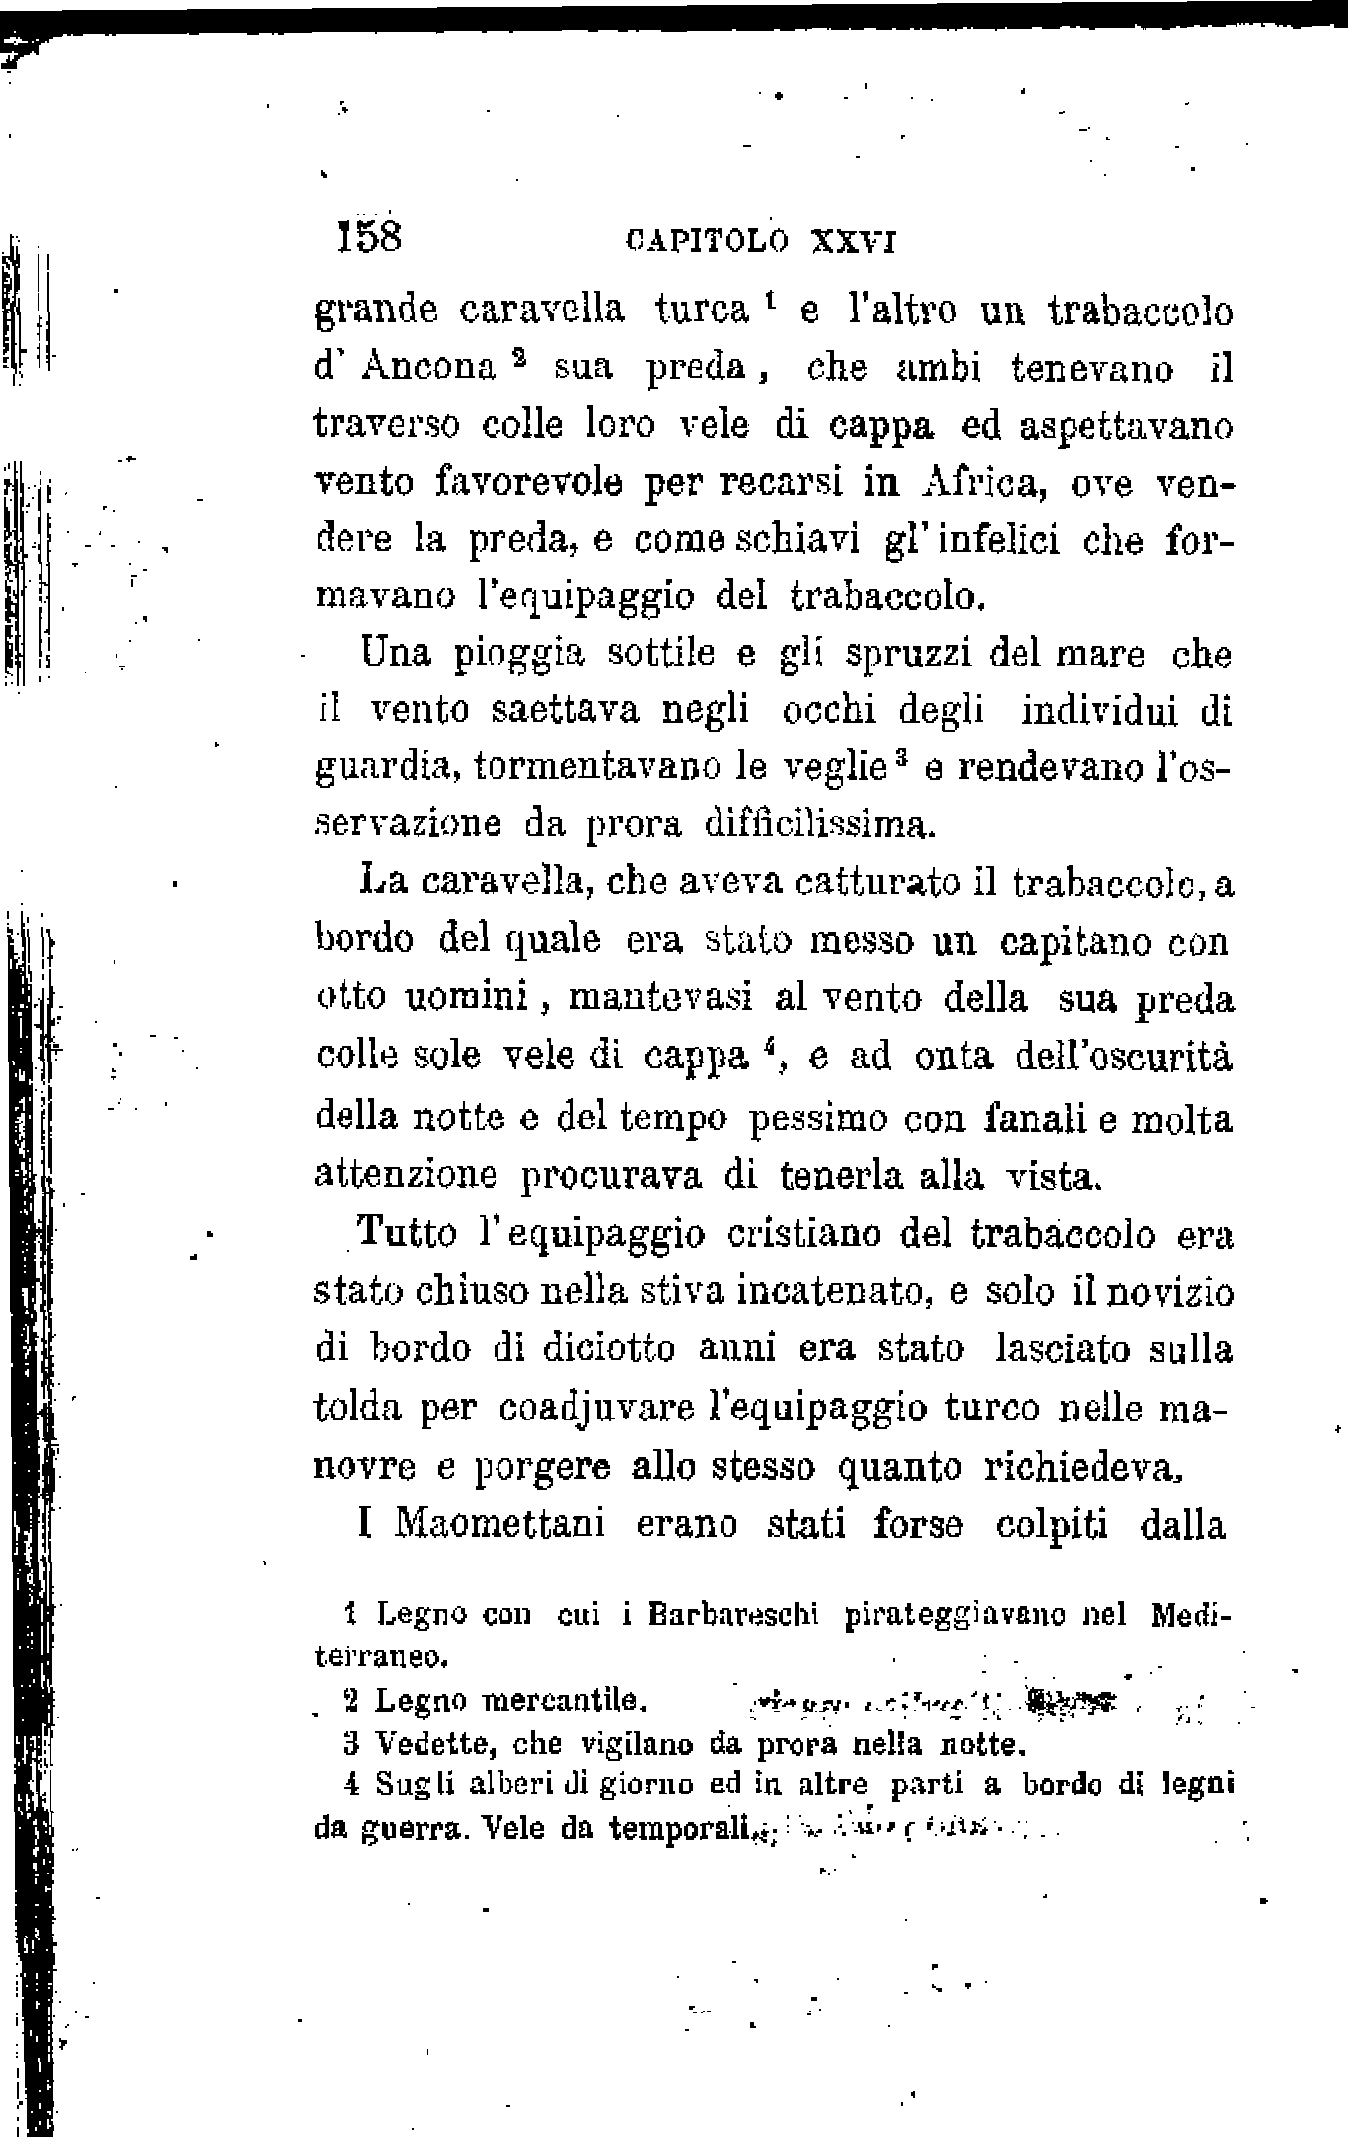 158 CAPITOLO XXVI
grande caravella turca ¹ e l'altro un trabaccolo
d' Ancona ² sua preda, che ambi tenevano il
traverso colle loro vele di cappa ed aspettavano
vento favorevole per recarsi in Africa, ove ven-
dere la preda, e come schiavi gl' infelici che for-
mavano l'equipaggio del trabaccolo.
Una pioggia sottile e gli spruzzi del mare che
il vento saettava negli occhi degli individui di
guardia, tormentavano le veglie ³ e rendevano l'os-
servazione da prora difficilissima.
La caravella, che aveva catturato il trabaccolo, a
bordo del quale era stato messo un capitano con
otto uomini, mantevasi al vento della sua preda
colle sole vele di cappa ⁴, e ad onta dell'oscurità
della notte e del tempo pessimo con fanali e molta
attenzione procurava di tenerla alla vista.
Tutto l' equipaggio cristiano del trabaccolo era
stato chiuso nella stiva incatenato, e solo il novizio
di bordo di diciotto anni era stato lasciato sulla
tolda per coadjuvare l'equipaggio turco nelle ma-
novre e porgere allo stesso quanto richiedeva.
I Maomettani erano stati forse colpiti dalla
1 Legno con cui i Barbareschi pirateggiavano nel Medi-
terraneo.
2 Legno mercantile.
3 Vedette, che vigilano da prora nella notte.
4 Sugli alberi di giorno ed in altre parti a bordo di legni
da guerra. Vele da temporali.